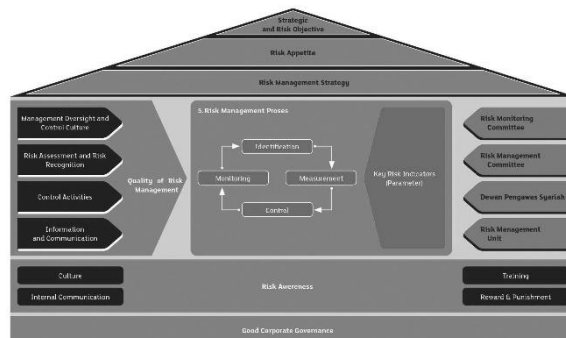 Strategic
and Risk Objective
Risk Appetite
Risk Management Strategy
Management Oversight and
Control Culture
Risk Assessment and Risk
Recognition
Control Activities
Information
and Communication
Quality of Risk
Management
5. Risk Management Proses
Identification
Monitoring
Measurement
Control
Key Risk Indicators
(Parameter)
Risk Monitoring
Committee
Risk Management
Committee
Dewan Pengawas Syariah
Risk Management
Unit
Culture
Internal Communication
Risk Awereness
Training
Reward & Punishment
Good Corporate Governance